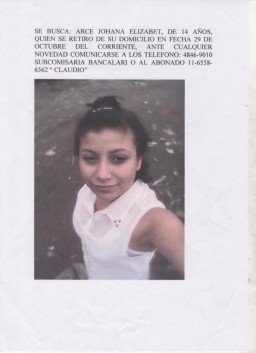 SE BUSCA: ARCE JOHANA ELIZABET, DE 14 AÑOS,
QUIEN SE RETIRO DE SU DOMICILIO EN FECHA 29 DE
OCTUBRE DEL CORRIENTE, ANTE CUALQUIER
NOVEDAD COMUNICARSE A LOS TELEFONO: 4846-9010
SUBCOMISARIA BANCALARI O AL ABONADO 11-6558-
6562 “ CLAUDIO”